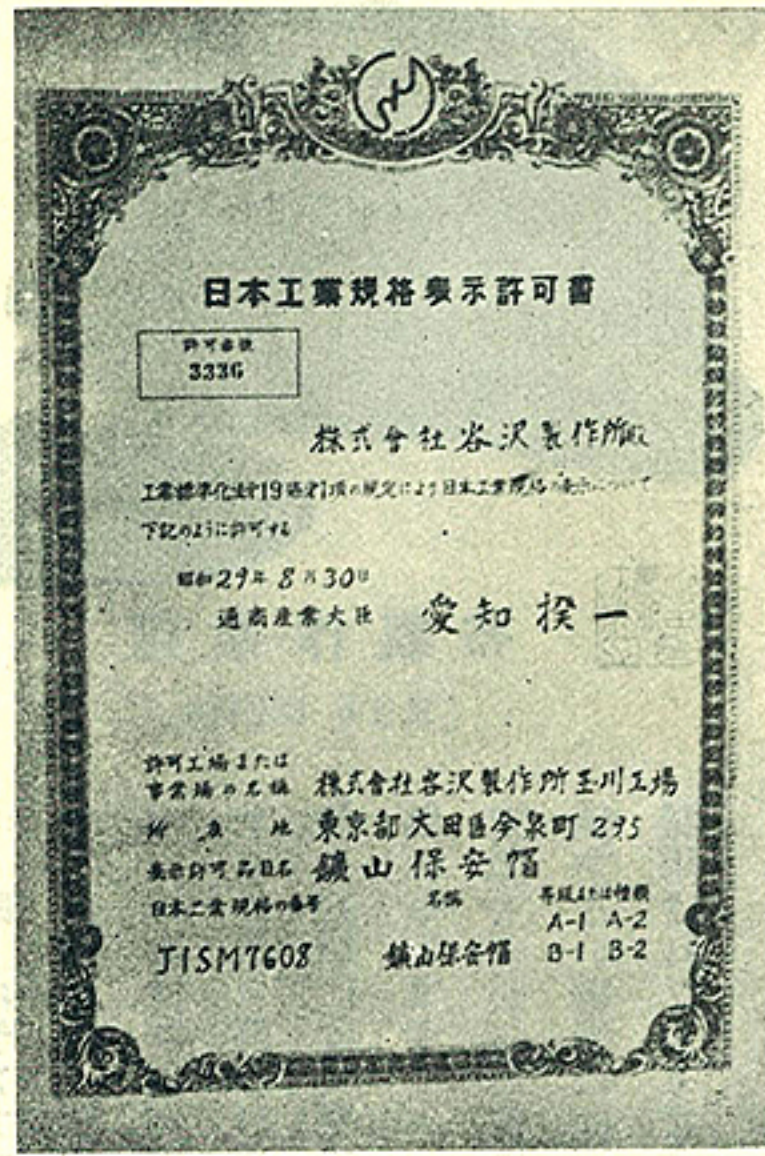 日本工業規格表示許可書
許可番號
3336
株式會社谷沢製作所殿
工業標準化法才19條才1項の規定により日本工業規格の表示について
下記のように許可する
昭和29年8月30日
通商産業大臣 愛知揆一
許可工場または
事業場の名稱 株式會社谷沢製作所玉川工場
所在地 東京都大田區今泉町295
表示許可品目名 鑛山保安帽
日本工業規格の番号 名稱 等級または種類
A-1 A-2
JISM7608 鑛山保安帽 B-1 B-2